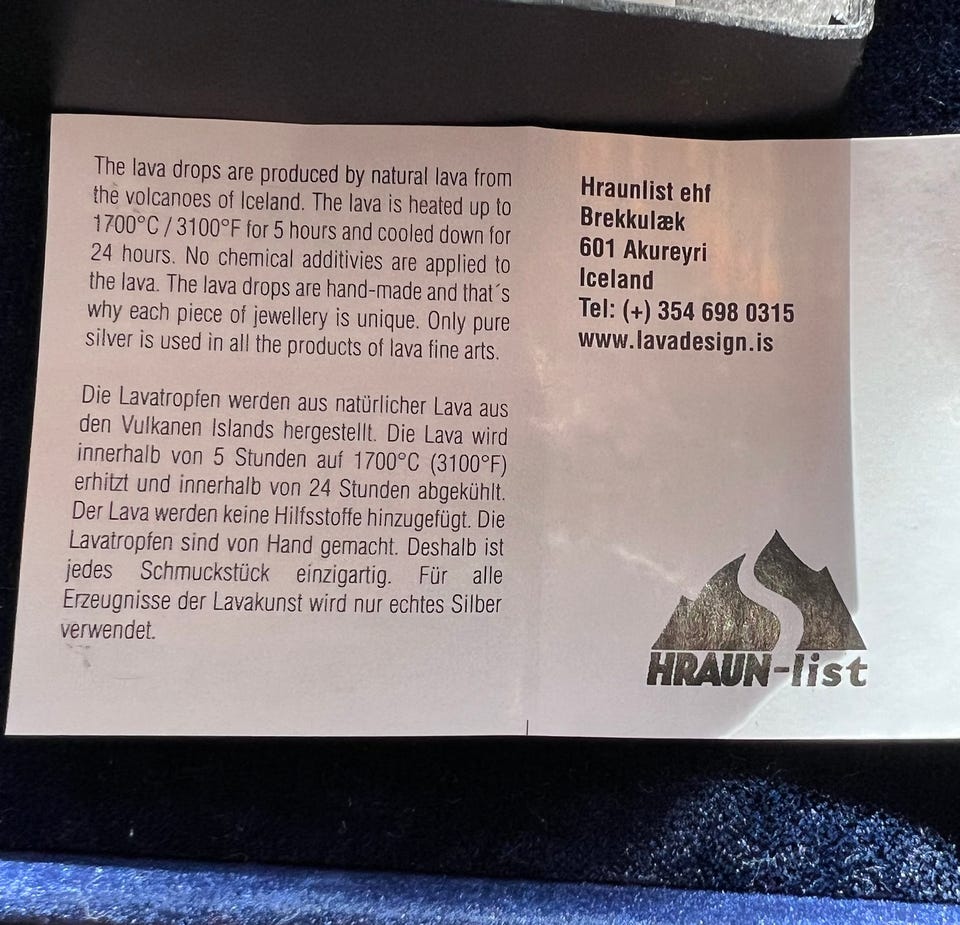 The lava drops are produced by natural lava from
the volcanoes of Iceland. The lava is heated up to
1700°C / 3100°F for 5 hours and cooled down for
24 hours. No chemical additivies are applied to
the lava. The lava drops are hand-made and that´s
why each piece of jewellery is unique. Only pure
silver is used in all the products of lava fine arts.
Die Lavatropfen werden aus natürlicher Lava aus
den Vulkanen Islands hergestellt. Die Lava wird
innerhalb von 5 Stunden auf 1700°C (3100°F)
erhitzt und innerhalb von 24 Stunden abgekühlt.
Der Lava werden keine Hilfsstoffe hinzugefügt. Die
Lavatropfen sind von Hand gemacht. Deshalb ist
jedes Schmuckstück einzigartig. Für alle
Erzeugnisse der Lavakunst wird nur echtes Silber
verwendet.
Hraunlist ehf
Brekkulæk
601 Akureyri
Iceland
Tel: (+) 354 698 0315
www.lavadesign.is
HRAUN-list